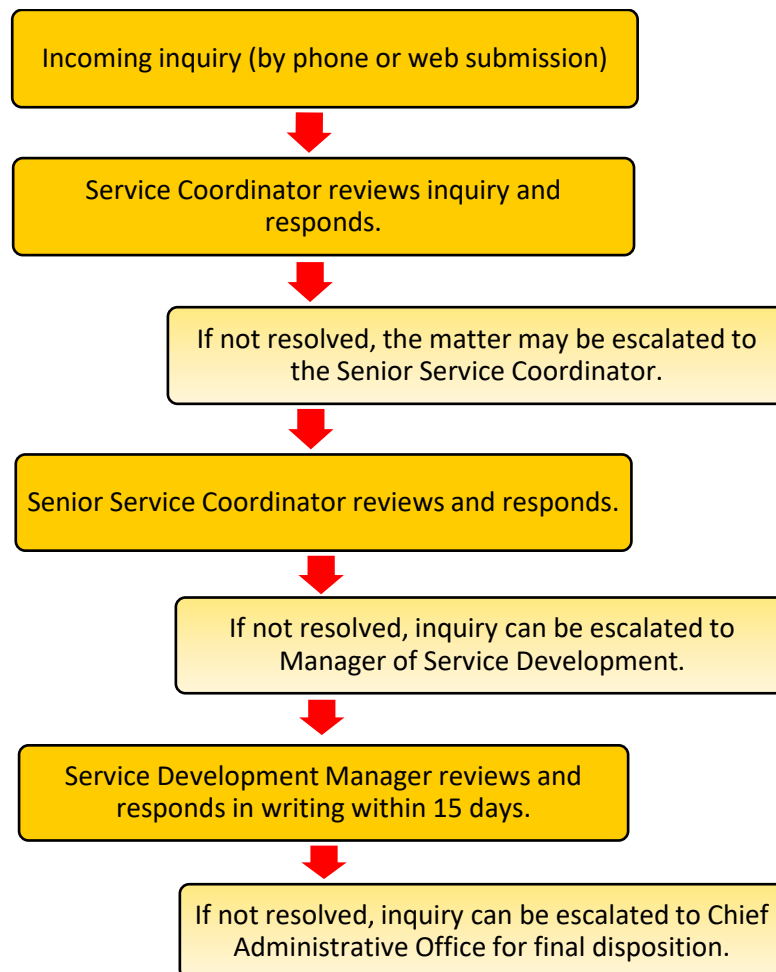 Incoming inquiry (by phone or web submission)
Service Coordinator reviews inquiry and
responds.
If not resolved, the matter may be escalated to
the Senior Service Coordinator.
Senior Service Coordinator reviews and responds.
If not resolved, inquiry can be escalated to
Manager of Service Development.
Service Development Manager reviews and
responds in writing within 15 days.
If not resolved, inquiry can be escalated to Chief
Administrative Office for final disposition.